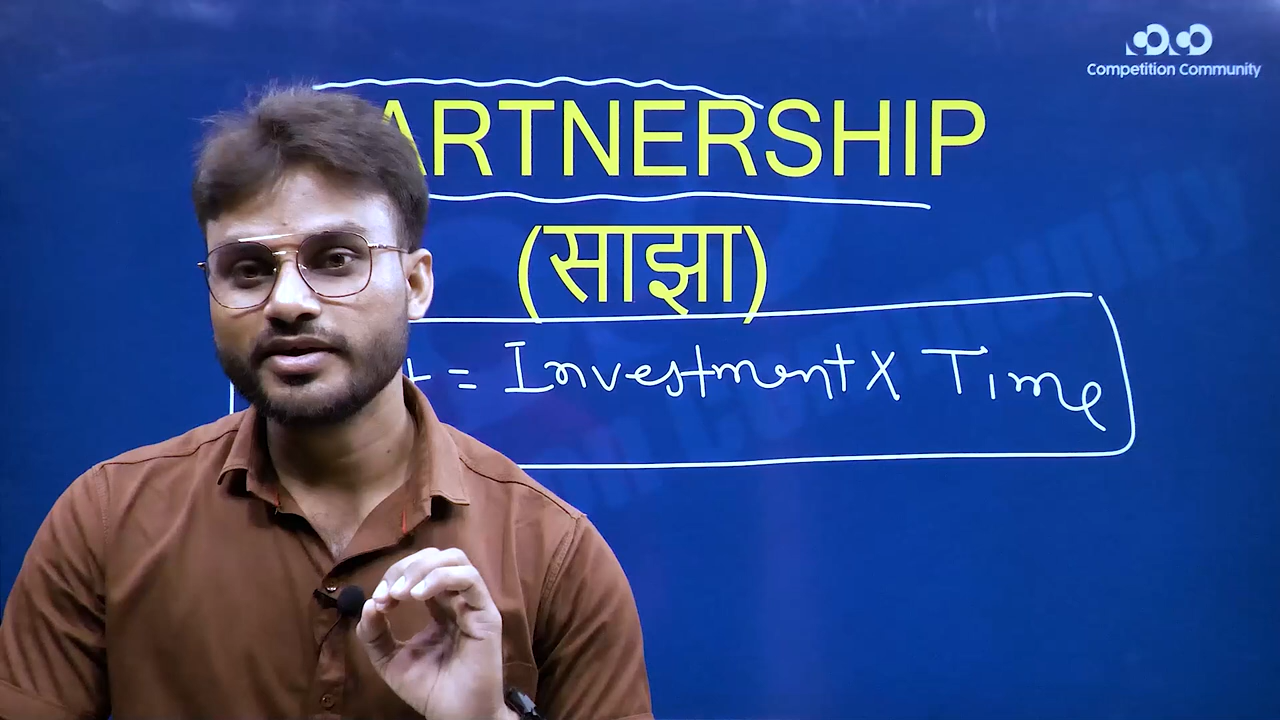 Competition Community
ARTNERSHIP
(साझा)
t = Investment X Time